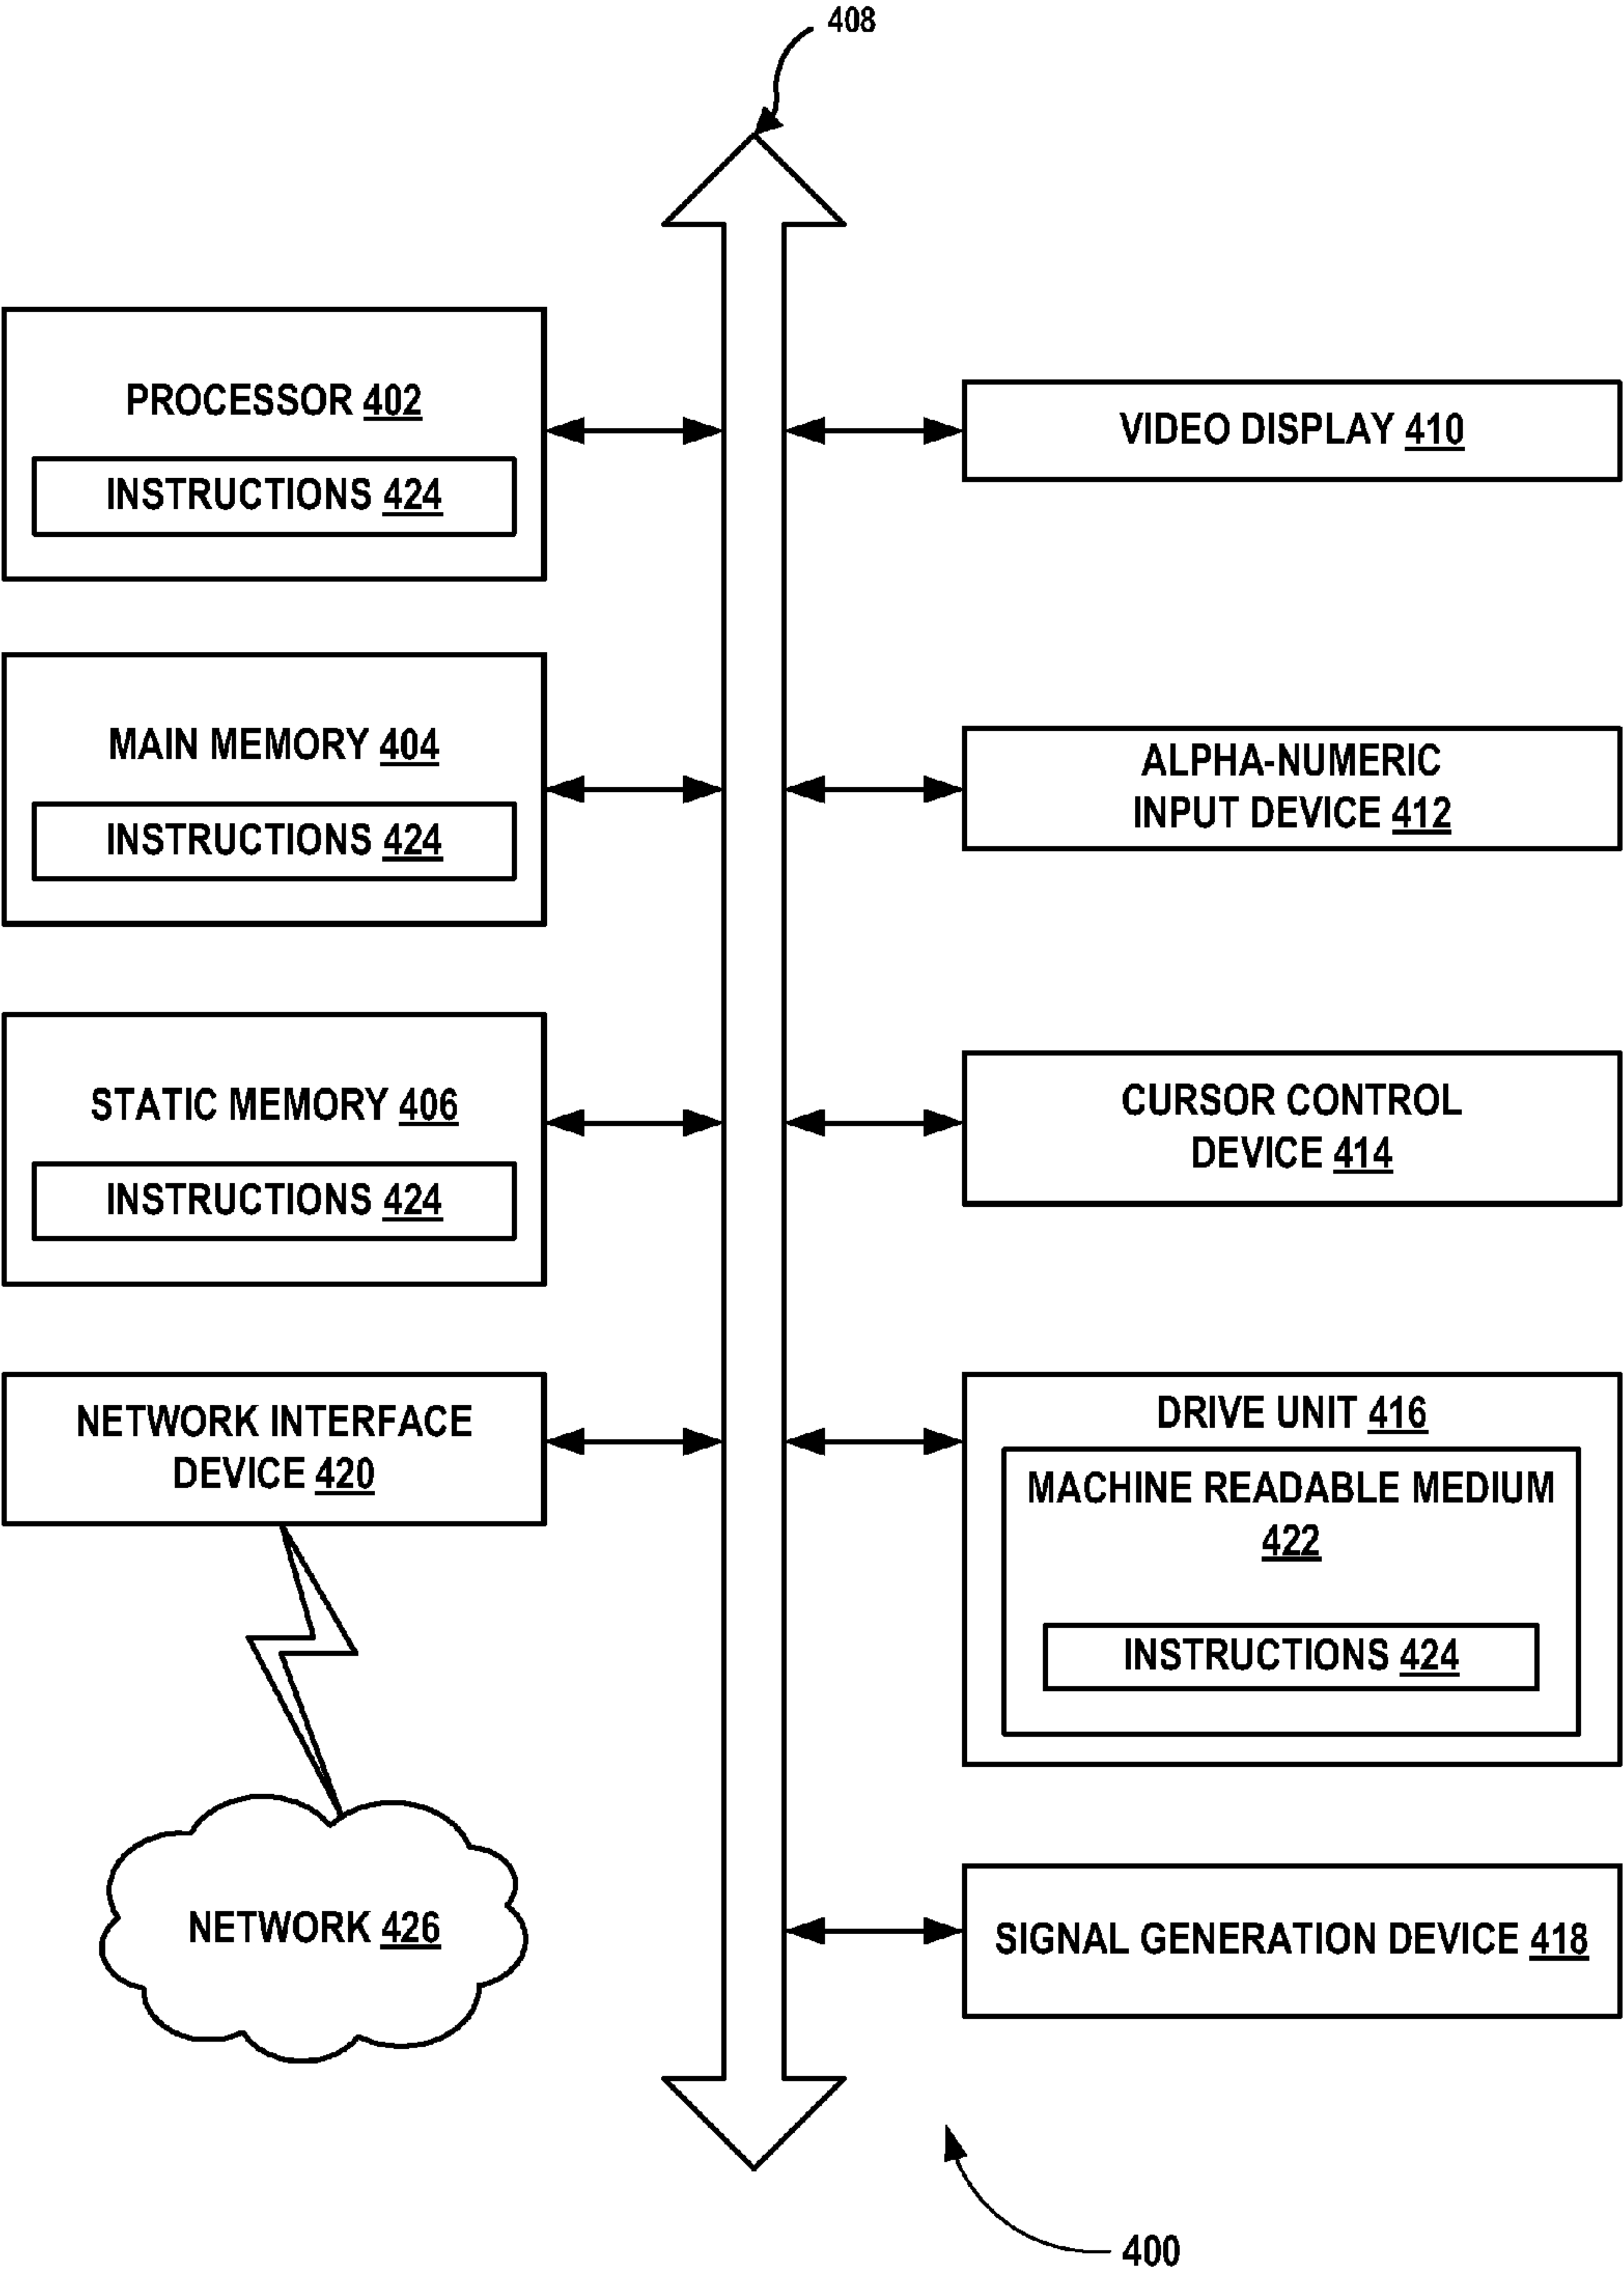 408
PROCESSOR 402
INSTRUCTIONS 424
VIDEO DISPLAY 410
MAIN MEMORY 404
INSTRUCTIONS 424
ALPHA-NUMERIC
INPUT DEVICE 412
STATIC MEMORY 406
INSTRUCTIONS 424
CURSOR CONTROL
DEVICE 414
NETWORK INTERFACE
DEVICE 420
DRIVE UNIT 416
MACHINE READABLE MEDIUM
422
INSTRUCTIONS 424
NETWORK 426
SIGNAL GENERATION DEVICE 418
400